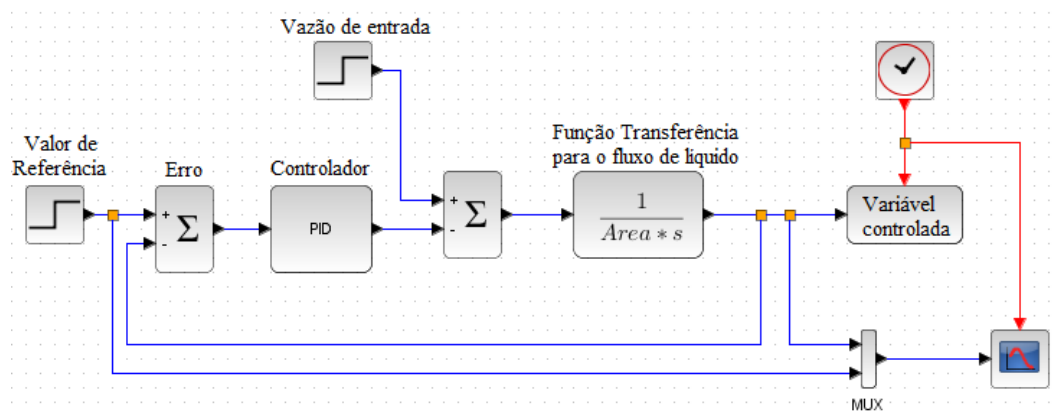 Vazão de entrada
Valor de
Referência
Erro
Controlador
Função Transferência
para o fluxo de liquido
+
-
Σ
PID
+
-
Σ
1
Area * s
Variável
controlada
MUX